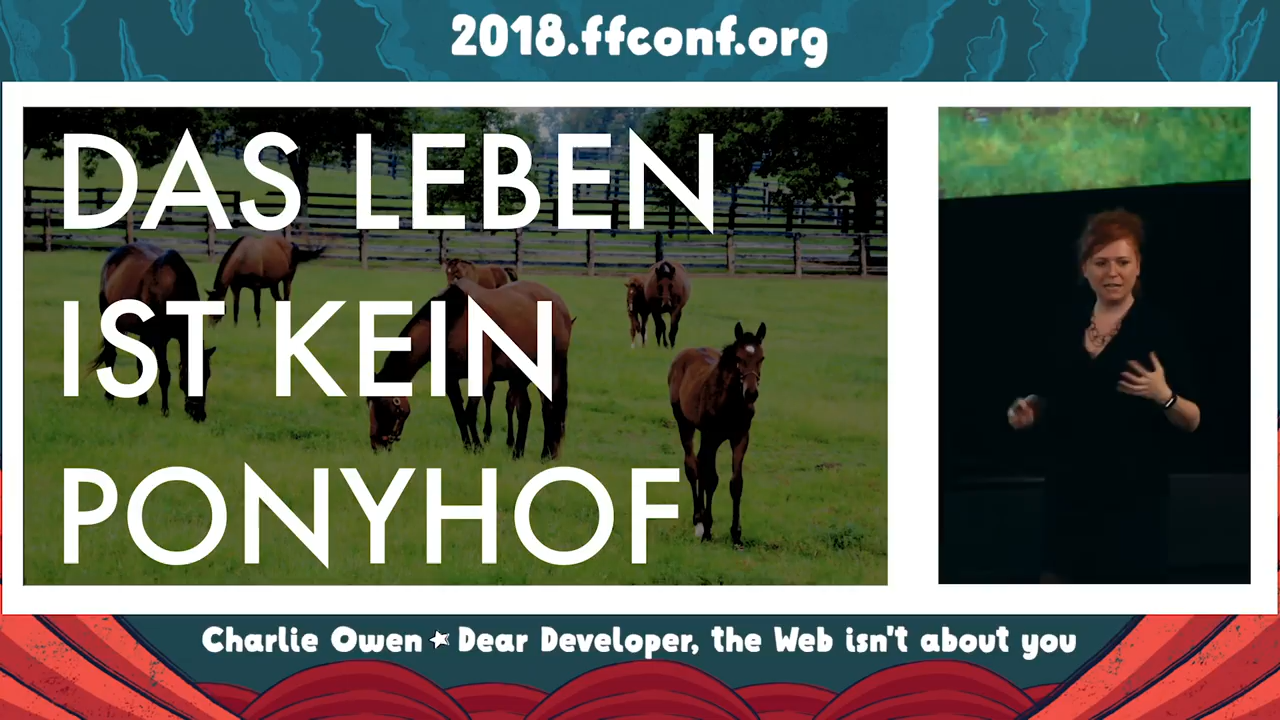 2018.ffconf.org
DAS LEBEN
IST KEIN
PONYHOF
Charlie Owen ★ Dear Developer, the Web isn't about you